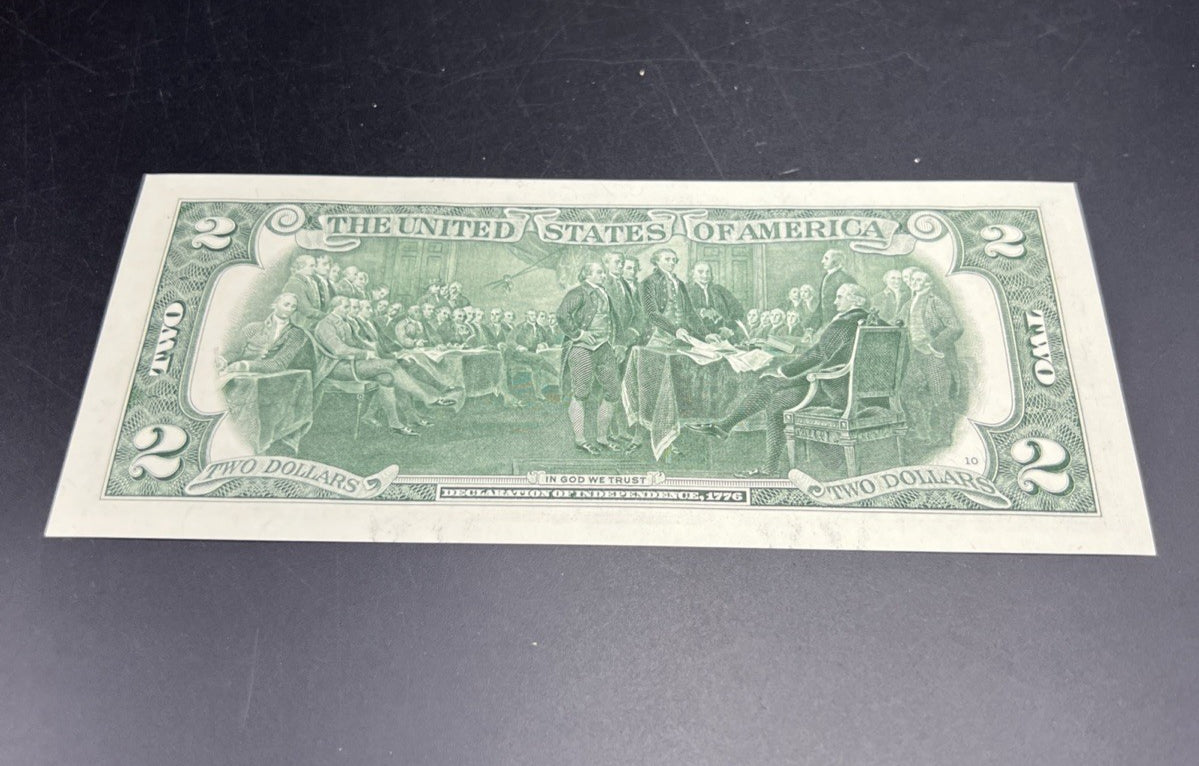 2 THE UNITED STATES OF AMERICA 2
TWO TWO
2 TWO DOLLARS IN GOD WE TRUST TWO DOLLARS 10 2
DECLARATION OF INDEPENDENCE, 1776